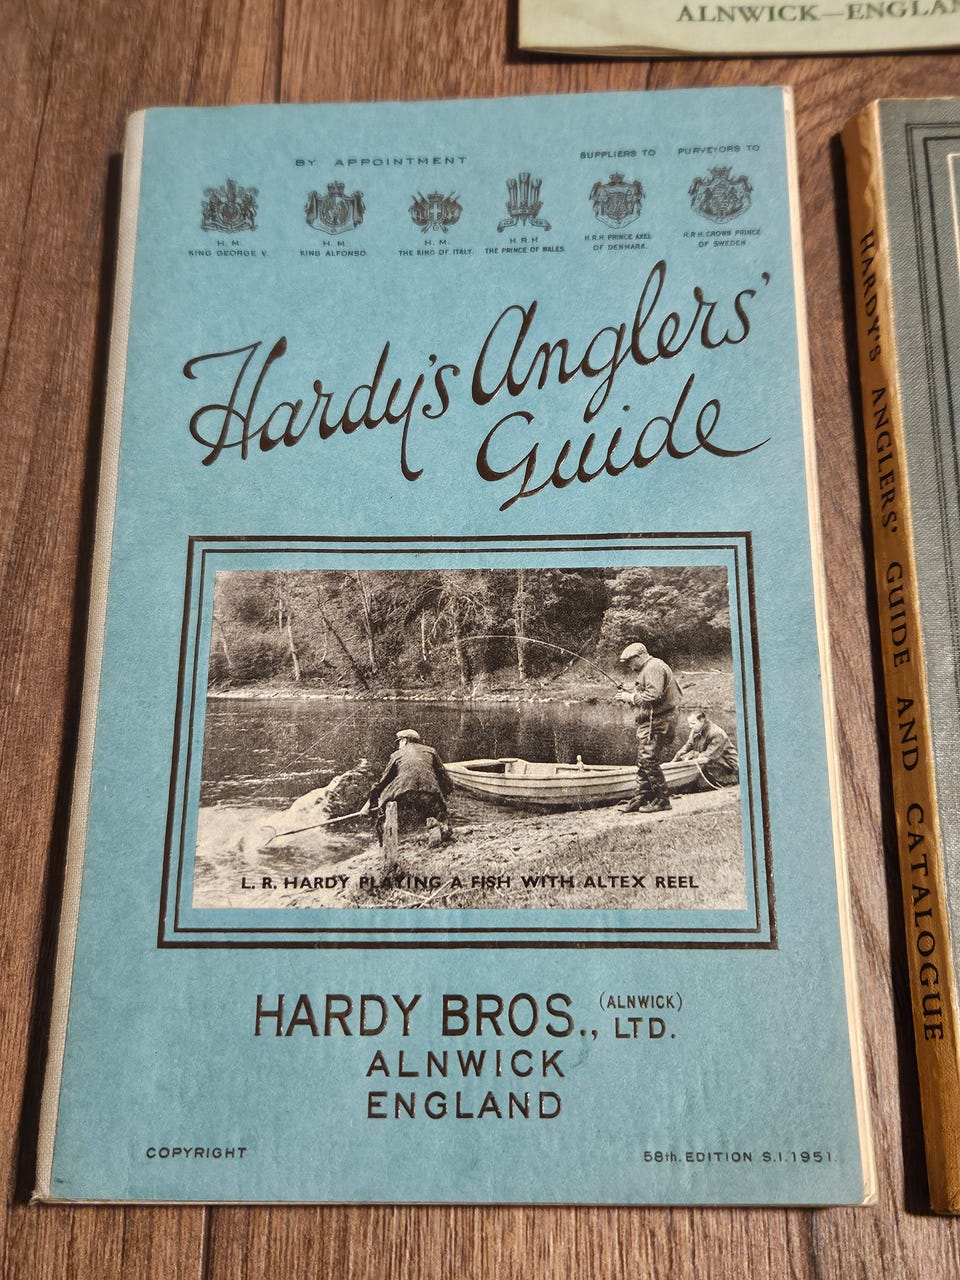 ALNWICK—ENGLAN
BY APPOINTMENT
SUPPLIERS TO
PURVEYORS TO
H. M.
KING GEORGE V.
H. M.
KING ALFONSO
H. M.
THE KING OF ITALY.
H.R.H.
THE PRINCE OF WALES
H.R.H. PRINCE AXEL
OF DENMARK.
H.R.H. CROWN PRINCE
OF SWEDEN
Hardy's Anglers'
Guide
L. R. HARDY PLAYING A FISH WITH ALTEX REEL
HARDY BROS., (ALNWICK) LTD.
ALNWICK
ENGLAND
COPYRIGHT
58th. EDITION S.I. 1951.
HARDY'S ANGLERS' GUIDE AND CATALOGUE